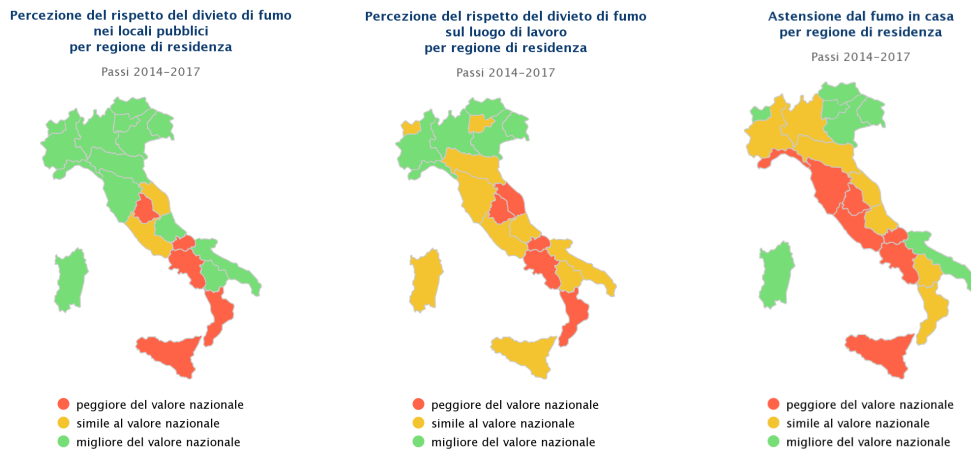 Percezione del rispetto del divieto di fumo
nei locali pubblici
per regione di residenza
Passi 2014-2017
peggiore del valore nazionale
simile al valore nazionale
migliore del valore nazionale
Percezione del rispetto del divieto di fumo
sul luogo di lavoro
per regione di residenza
Passi 2014-2017
peggiore del valore nazionale
simile al valore nazionale
migliore del valore nazionale
Astensione dal fumo in casa
per regione di residenza
Passi 2014-2017
peggiore del valore nazionale
simile al valore nazionale
migliore del valore nazionale